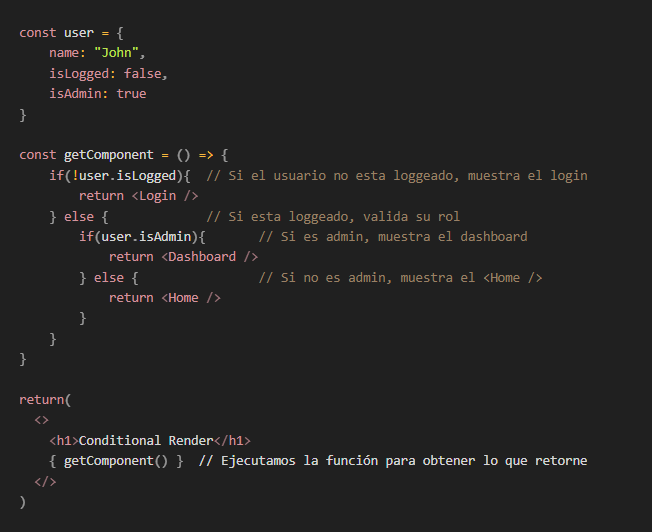 const user = {
    name: "John",
    isLogged: false,
    isAdmin: true
}

const getComponent = () => {
    if(!user.isLogged){  // Si el usuario no esta loggeado, muestra el login
        return <Login />
    } else {             // Si esta loggeado, valida su rol
        if(user.isAdmin){       // Si es admin, muestra el dashboard
            return <Dashboard />
        } else {                // Si no es admin, muestra el <Home />
            return <Home />
        }
    }
}

return(
  <>
    <h1>Conditional Render</h1>
    { getComponent() }  // Ejecutamos la función para obtener lo que retorne
  </>
)